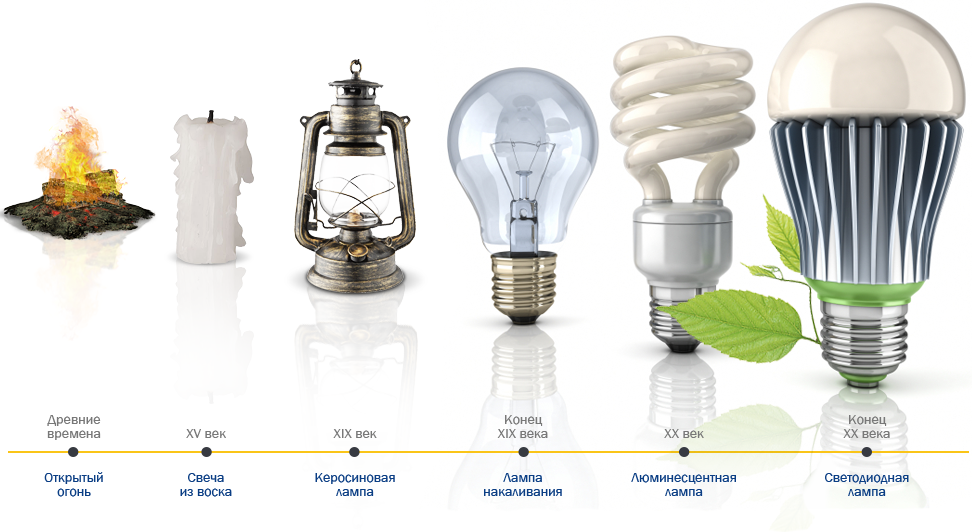 Древние
времена
XV век
XIX век
Конец
XIX века
XX век
Конец
XX века
Открытый
огонь
Свеча
из воска
Керосиновая
лампа
Лампа
накаливания
Люминесцентная
лампа
Светодиодная
лампа